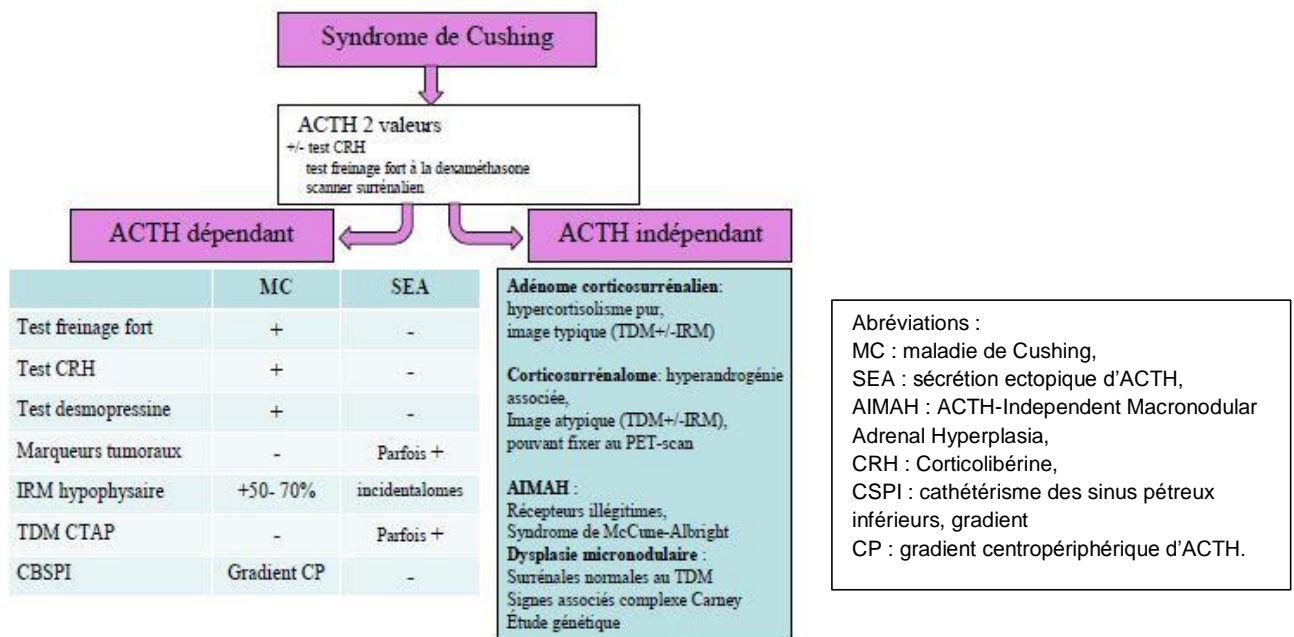 Syndrome de Cushing
ACTH 2 valeurs
+/- test CRH
test freinage fort à la dexaméthasone
scanner surrénalien
ACTH dépendant
ACTH indépendant
MC SEA
Test freinage fort + -
Test CRH + -
Test desmopressine + -
Marqueurs tumoraux - Parfois +
IRM hypophysaire +50- 70% incidentalomes
TDM CTAP - Parfois +
CBSPI Gradient CP -
Adénome corticosurrénalien:
hypercortisolisme pur,
image typique (TDM+/-IRM)
Corticosurrénalome: hyperandrogénie
associée,
Image atypique (TDM+/-IRM),
pouvant fixer au PET-scan
AIMAH :
Récepteurs illégitimes,
Syndrome de McCune-Albright
Dysplasie micronodulaire :
Surrénales normales au TDM
Signes associés complexe Carney
Étude génétique
Abréviations :
MC : maladie de Cushing,
SEA : sécrétion ectopique d'ACTH,
AIMAH : ACTH-Independent Macronodular
Adrenal Hyperplasia,
CRH : Corticolibérine,
CSPI : cathétérisme des sinus pétreux
inférieurs, gradient
CP : gradient centropériphérique d'ACTH.